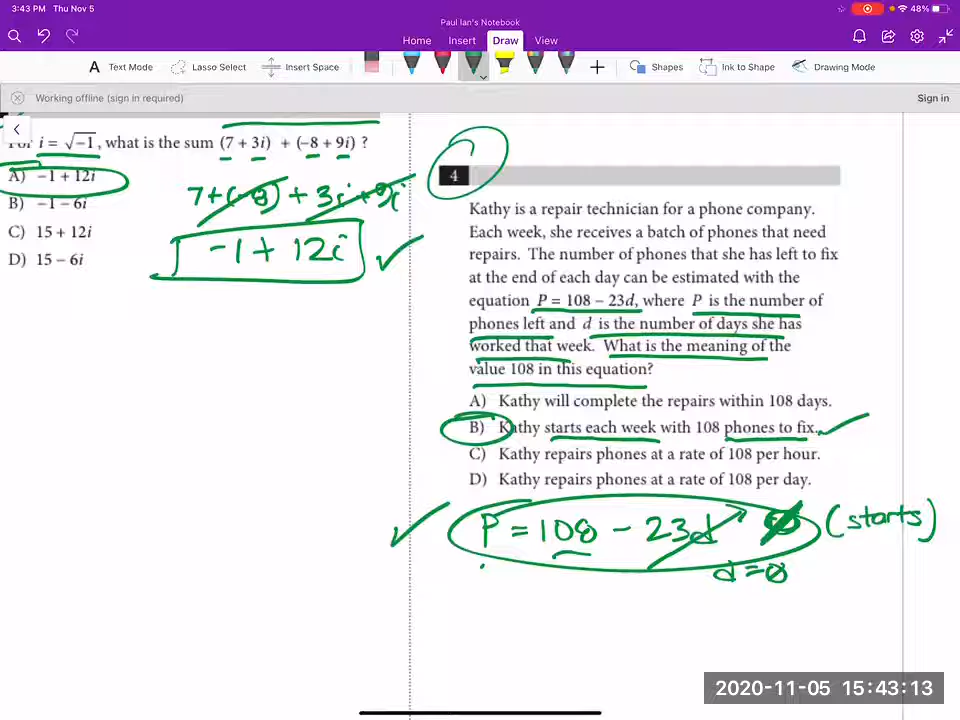 3:43 PM Thu Nov 5
48%
Paul Ian's Notebook
Home Insert Draw View
A Text Mode Lasso Select Insert Space Shapes Ink to Shape Drawing Mode
Working offline (sign in required) Sign in
i = √−1, what is the sum (7 + 3i) + (−8 + 9i) ?
A) −1 + 12i
B) −1 − 6i
C) 15 + 12i
D) 15 − 6i
7+(-8) + 3i + 9i
-1 + 12i
4
Kathy is a repair technician for a phone company.
Each week, she receives a batch of phones that need
repairs. The number of phones that she has left to fix
at the end of each day can be estimated with the
equation P = 108 − 23d, where P is the number of
phones left and d is the number of days she has
worked that week. What is the meaning of the
value 108 in this equation?
A) Kathy will complete the repairs within 108 days.
B) Kathy starts each week with 108 phones to fix.
C) Kathy repairs phones at a rate of 108 per hour.
D) Kathy repairs phones at a rate of 108 per day.
P = 108 - 23d 0 (starts)
d = 0
2020-11-05 15:43:13